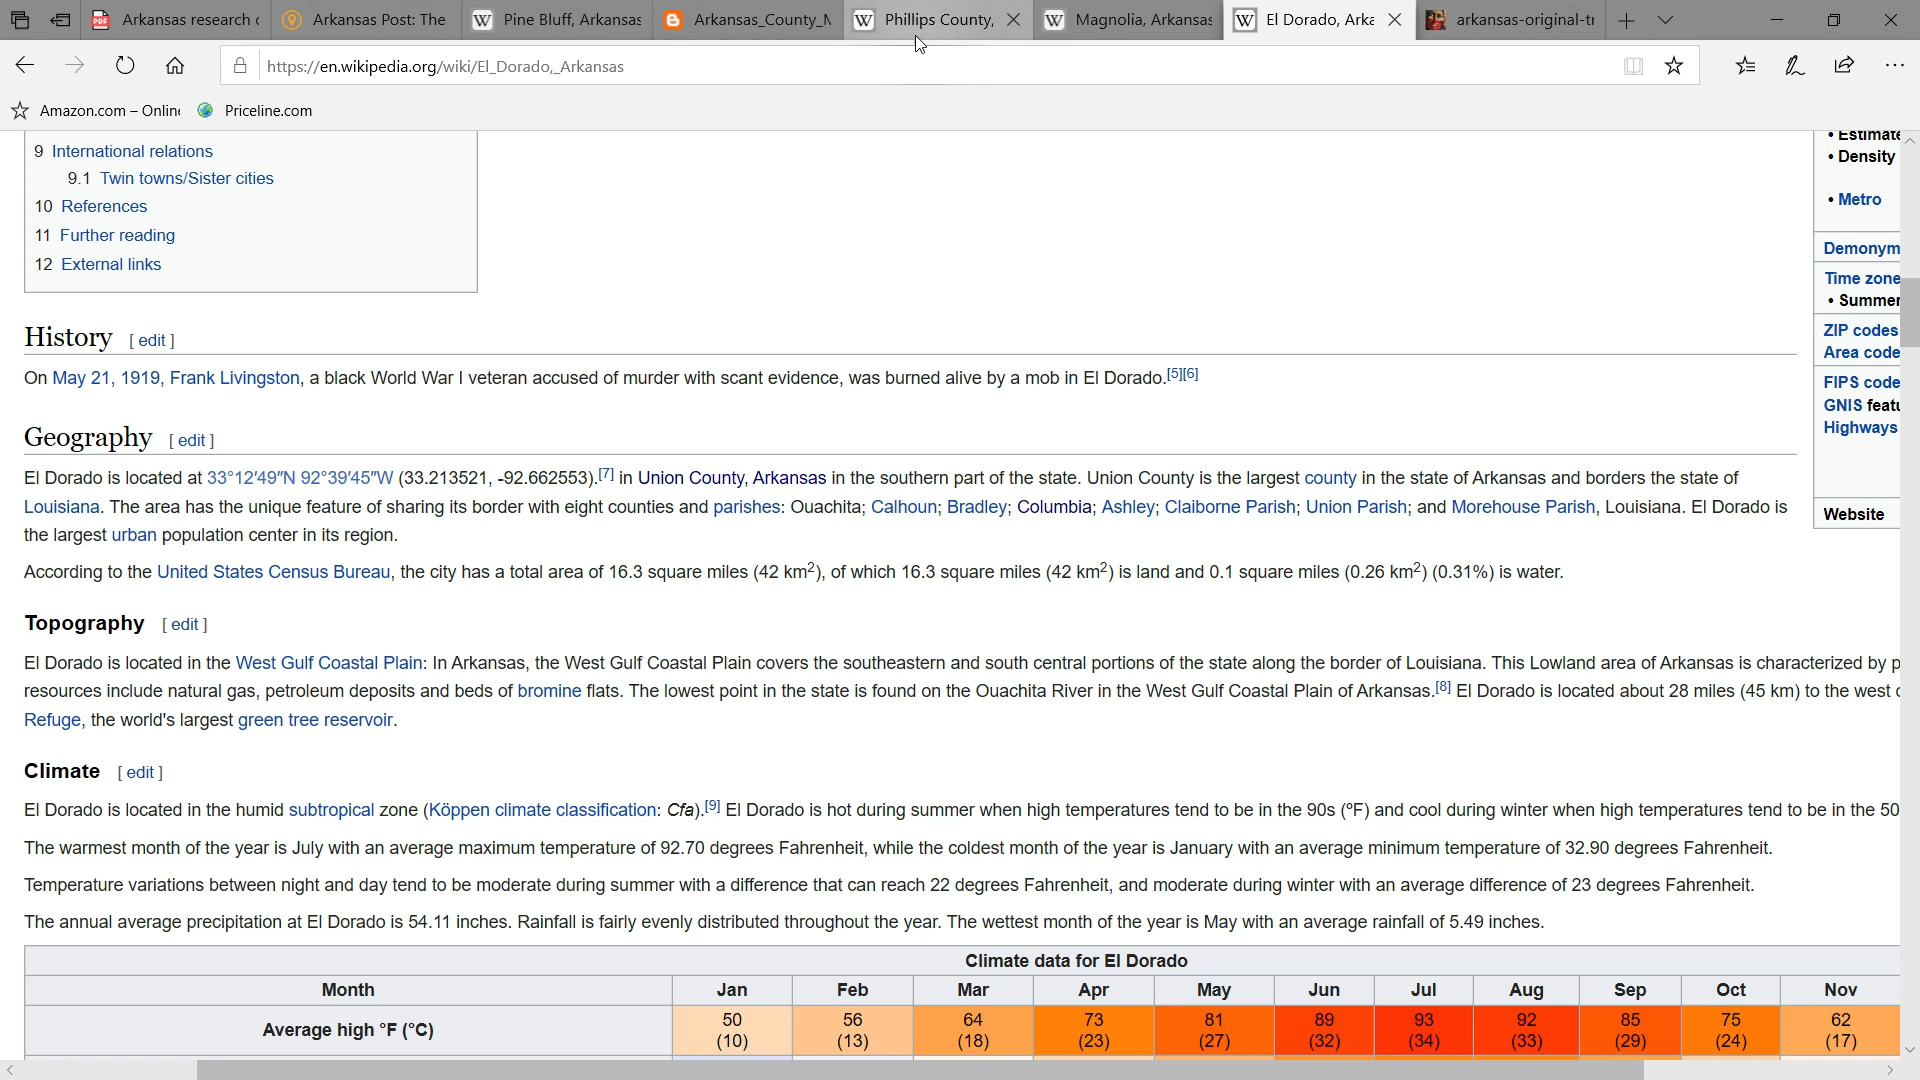 Arkansas research
Arkansas Post: The
Pine Bluff, Arkansas
Arkansas_County_
Phillips County,
Magnolia, Arkansas
El Dorado, Arka
arkansas-original-tr
https://en.wikipedia.org/wiki/El_Dorado,_Arkansas
Amazon.com – Online
Priceline.com
9 International relations
9.1 Twin towns/Sister cities
10 References
11 Further reading
12 External links
• Estimate
• Density
• Metro
Demonym
Time zone
• Summer
ZIP codes
Area code
FIPS code
GNIS featu
Highways
Website
History [ edit ]
On May 21, 1919, Frank Livingston, a black World War I veteran accused of murder with scant evidence, was burned alive by a mob in El Dorado.[5][6]
Geography [ edit ]
El Dorado is located at 33°12′49″N 92°39′45″W (33.213521, -92.662553).[7] in Union County, Arkansas in the southern part of the state. Union County is the largest county in the state of Arkansas and borders the state of
Louisiana. The area has the unique feature of sharing its border with eight counties and parishes: Ouachita; Calhoun; Bradley; Columbia; Ashley; Claiborne Parish; Union Parish; and Morehouse Parish, Louisiana. El Dorado is
the largest urban population center in its region.
According to the United States Census Bureau, the city has a total area of 16.3 square miles (42 km²), of which 16.3 square miles (42 km²) is land and 0.1 square miles (0.26 km²) (0.31%) is water.
Topography [ edit ]
El Dorado is located in the West Gulf Coastal Plain: In Arkansas, the West Gulf Coastal Plain covers the southeastern and south central portions of the state along the border of Louisiana. This Lowland area of Arkansas is characterized by p
resources include natural gas, petroleum deposits and beds of bromine flats. The lowest point in the state is found on the Ouachita River in the West Gulf Coastal Plain of Arkansas.[8] El Dorado is located about 28 miles (45 km) to the west
Refuge, the world's largest green tree reservoir.
Climate [ edit ]
El Dorado is located in the humid subtropical zone (Köppen climate classification: Cfa).[9] El Dorado is hot during summer when high temperatures tend to be in the 90s (°F) and cool during winter when high temperatures tend to be in the 50
The warmest month of the year is July with an average maximum temperature of 92.70 degrees Fahrenheit, while the coldest month of the year is January with an average minimum temperature of 32.90 degrees Fahrenheit.
Temperature variations between night and day tend to be moderate during summer with a difference that can reach 22 degrees Fahrenheit, and moderate during winter with an average difference of 23 degrees Fahrenheit.
The annual average precipitation at El Dorado is 54.11 inches. Rainfall is fairly evenly distributed throughout the year. The wettest month of the year is May with an average rainfall of 5.49 inches.
Climate data for El Dorado
Month Jan Feb Mar Apr May Jun Jul Aug Sep Oct Nov
Average high °F (°C) 50 56 64 73 81 89 93 92 85 75 62
(10) (13) (18) (23) (27) (32) (34) (33) (29) (24) (17)